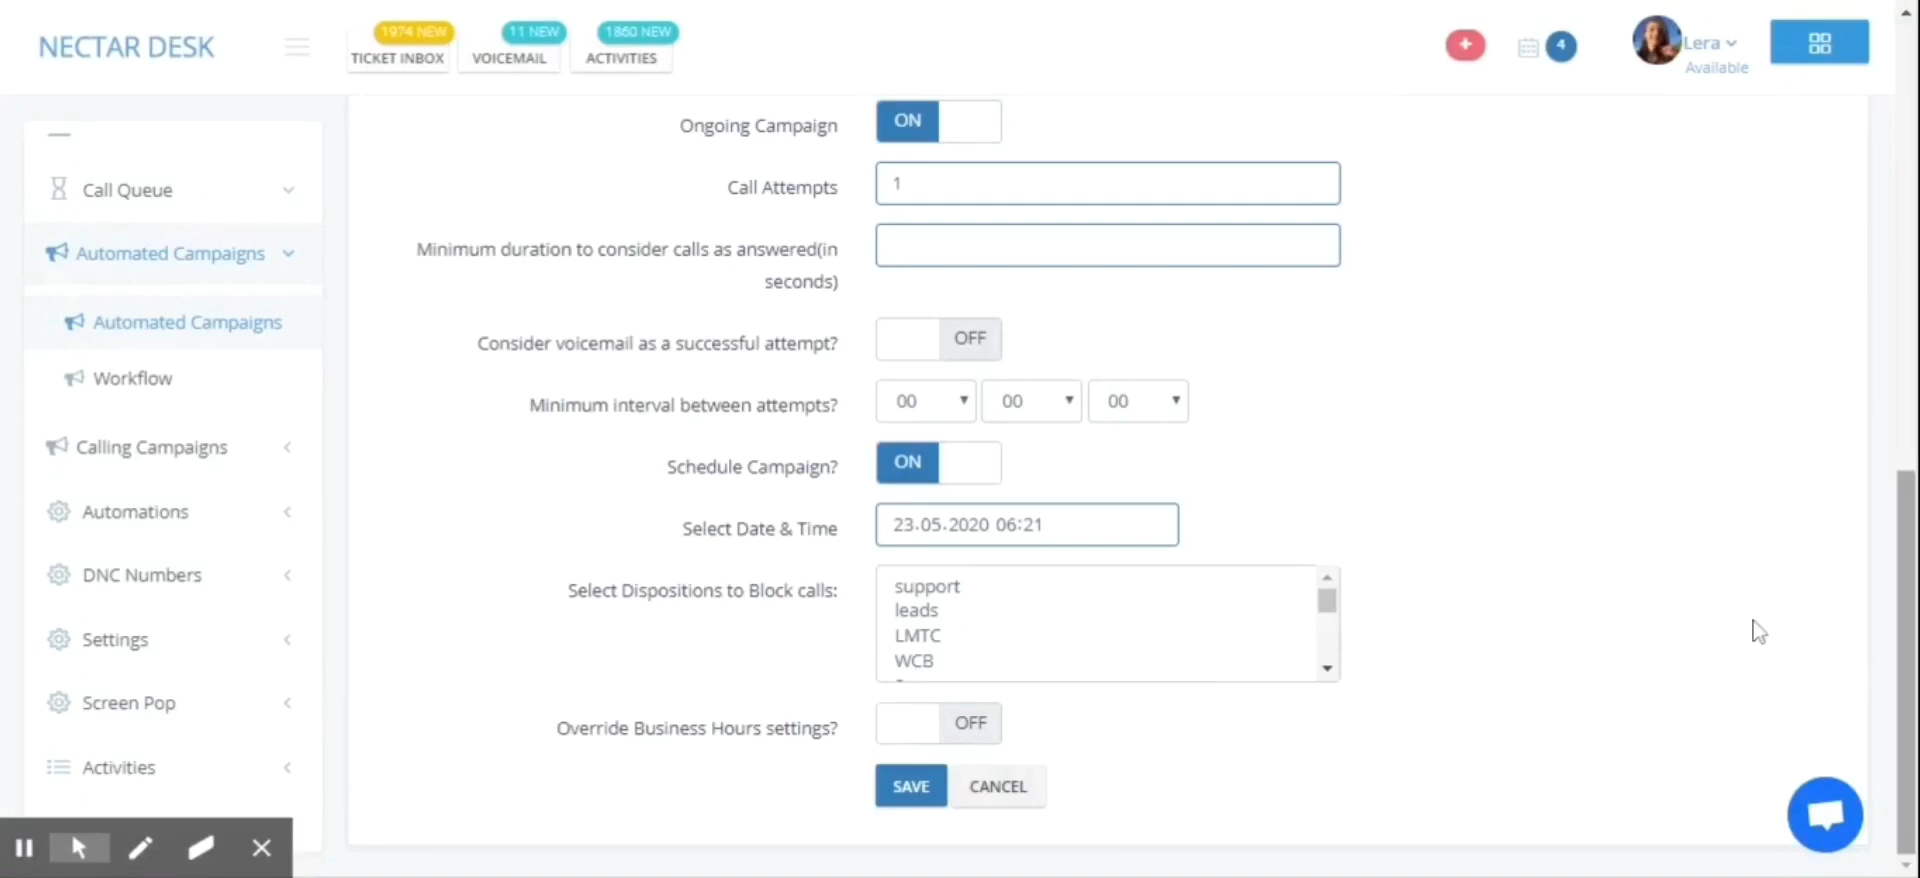 NECTAR DESK
1974 NEW
TICKET INBOX
11 NEW
VOICEMAIL
1860 NEW
ACTIVITIES
4
Lera
Available
Call Queue
Automated Campaigns
Automated Campaigns
Workflow
Calling Campaigns
Automations
DNC Numbers
Settings
Screen Pop
Activities
Ongoing Campaign
ON
Call Attempts
1
Minimum duration to consider calls as answered(in
seconds)
Consider voicemail as a successful attempt?
OFF
Minimum interval between attempts?
00
00
00
Schedule Campaign?
ON
Select Date & Time
23.05.2020 06:21
Select Dispositions to Block calls:
support
leads
LMTC
WCB
Override Business Hours settings?
OFF
SAVE
CANCEL